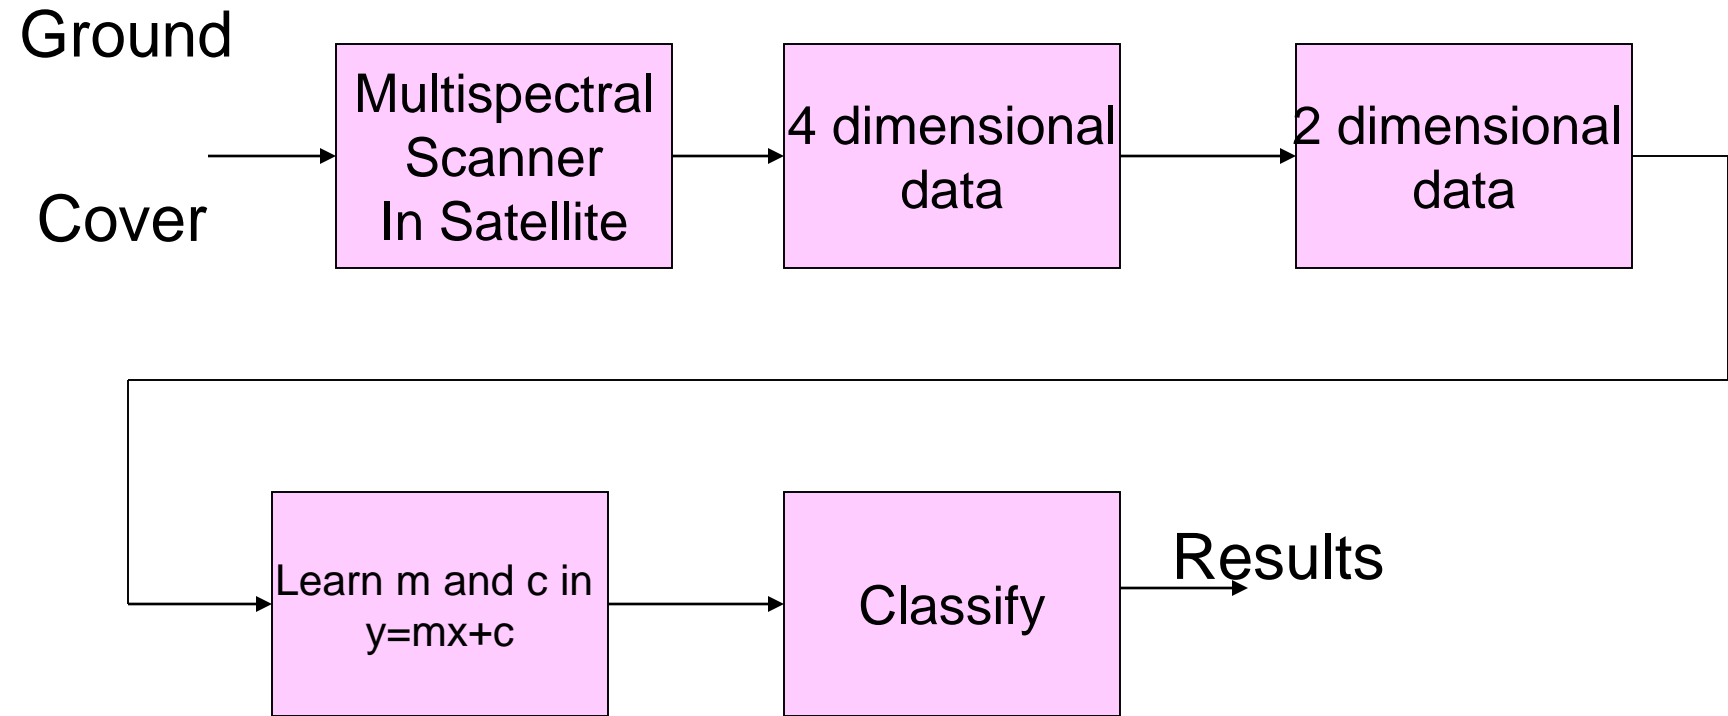 Ground
Cover
Multispectral
Scanner
In Satellite
4 dimensional
data
2 dimensional
data
Learn m and c in
y=mx+c
Classify
Results